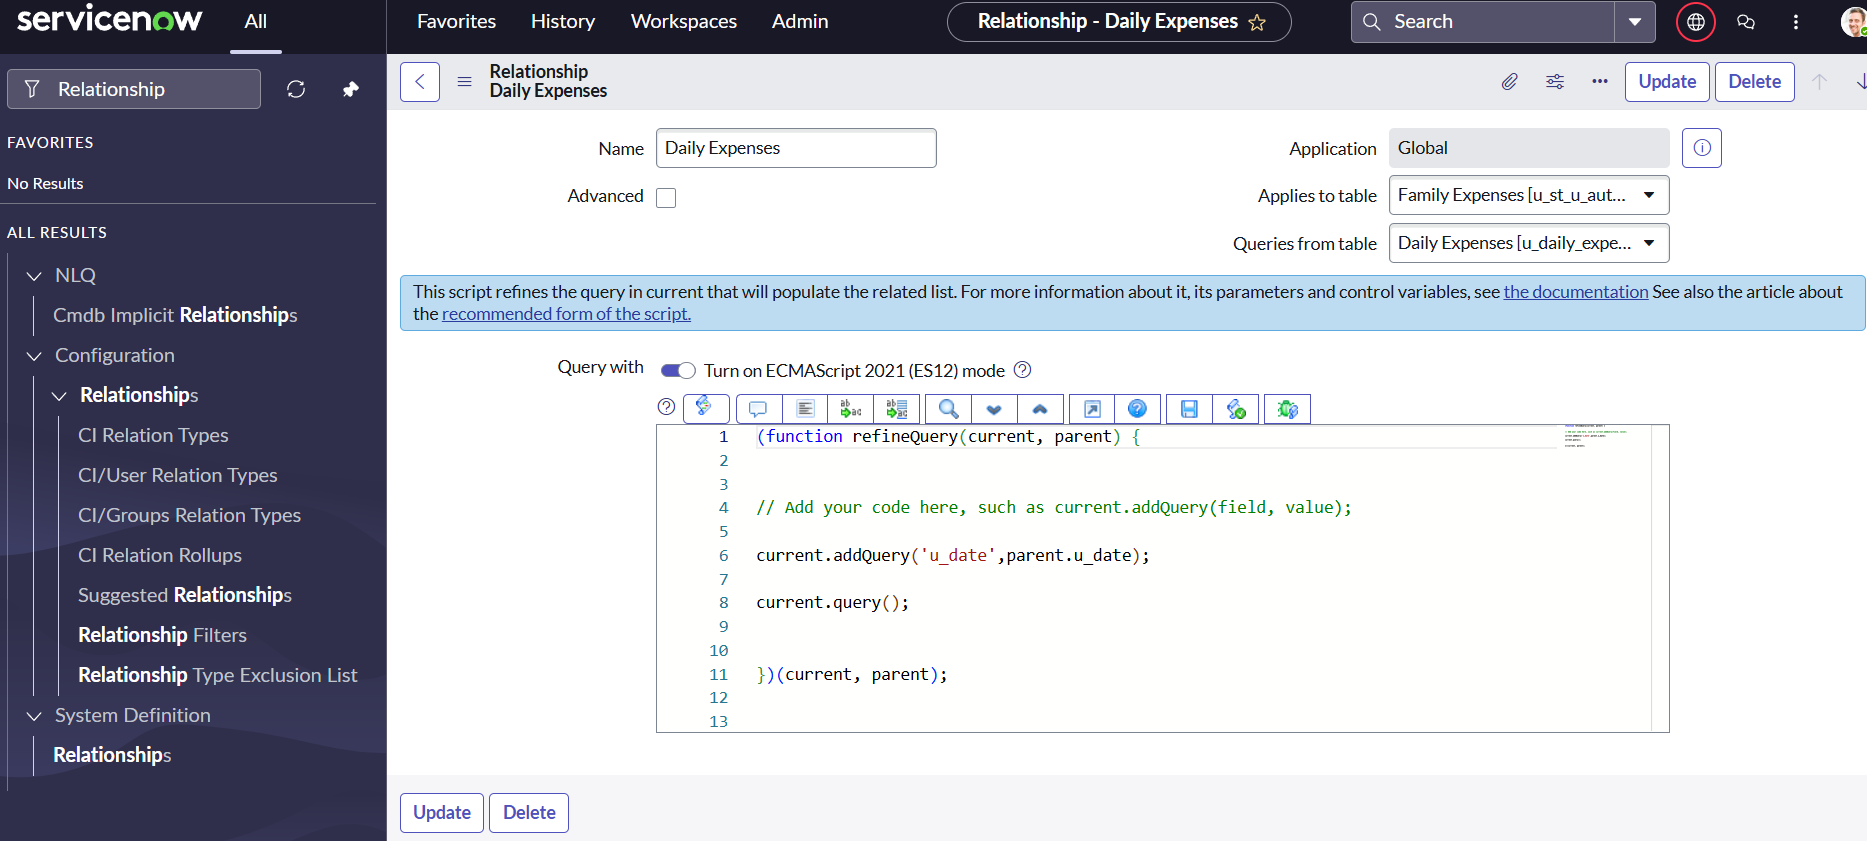 servicenow
All
Favorites
History
Workspaces
Admin
Relationship - Daily Expenses
Search
Relationship
FAVORITES
No Results
ALL RESULTS
NLQ
Cmdb Implicit Relationships
Configuration
Relationships
CI Relation Types
CI/User Relation Types
CI/Groups Relation Types
CI Relation Rollups
Suggested Relationships
Relationship Filters
Relationship Type Exclusion List
System Definition
Relationships
Relationship
Daily Expenses
Update
Delete
Name
Daily Expenses
Application
Global
Advanced
Applies to table
Family Expenses [u_st_u_aut...
Queries from table
Daily Expenses [u_daily_expe...
This script refines the query in current that will populate the related list. For more information about it, its parameters and control variables, see the documentation See also the article about
the recommended form of the script.
Query with
Turn on ECMAScript 2021 (ES12) mode
1 (function refineQuery(current, parent) {
2
3
4 // Add your code here, such as current.addQuery(field, value);
5
6 current.addQuery('u_date',parent.u_date);
7
8 current.query();
9
10
11 })(current, parent);
12
13
Update
Delete